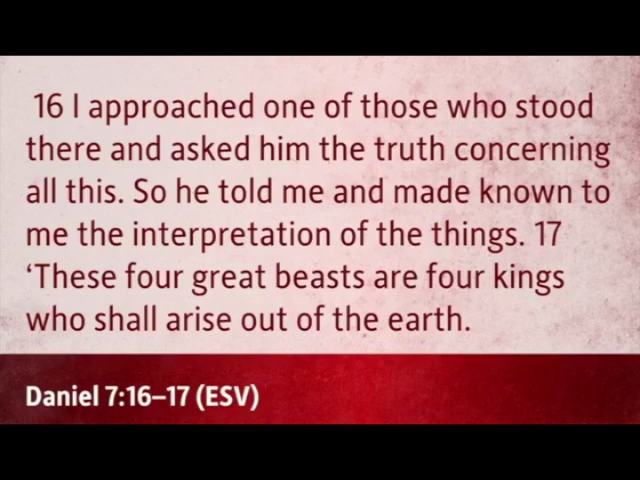 16 I approached one of those who stood
there and asked him the truth concerning
all this. So he told me and made known to
me the interpretation of the things. 17
‘These four great beasts are four kings
who shall arise out of the earth.
Daniel 7:16–17 (ESV)